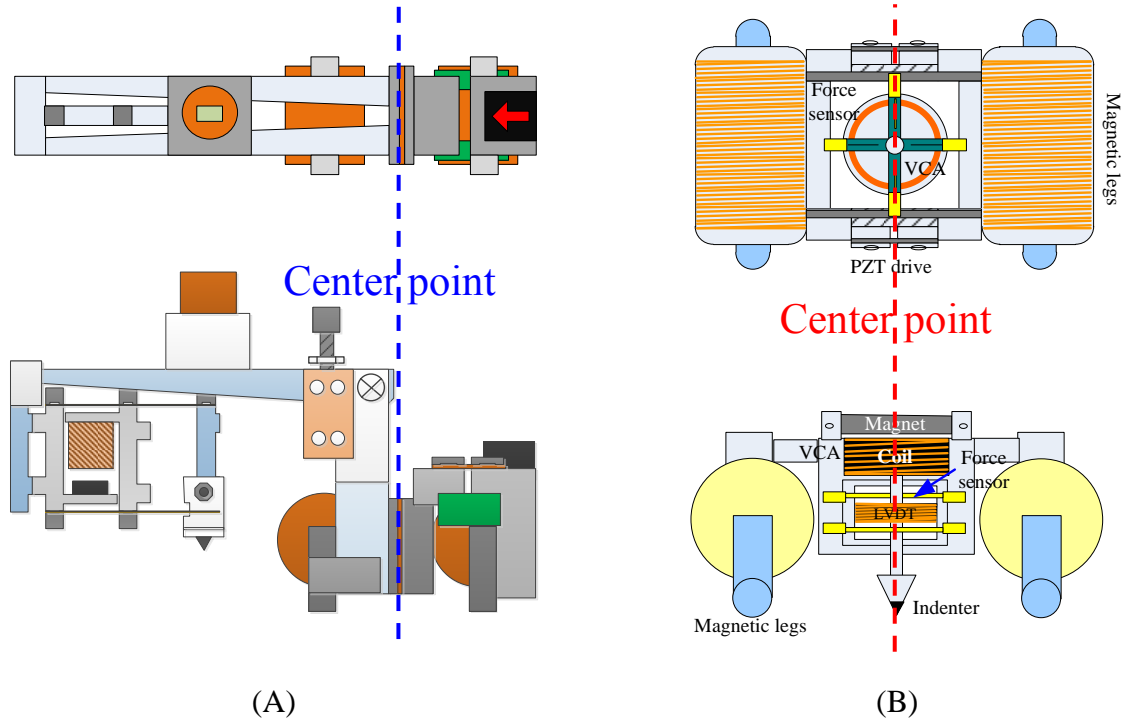 Center point
Force
sensor
VCA
Magnetic legs
PZT drive
Center point
Magnet
VCA
Coil
Force
sensor
LVDT
Indenter
Magnetic legs
(A)
(B)